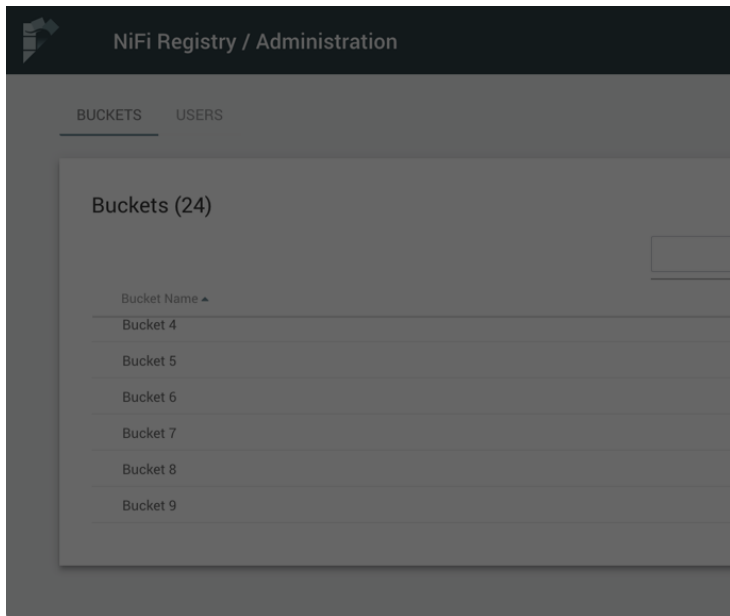 NiFi Registry / Administration
BUCKETS USERS
Buckets (24)
Bucket Name
Bucket 4
Bucket 5
Bucket 6
Bucket 7
Bucket 8
Bucket 9